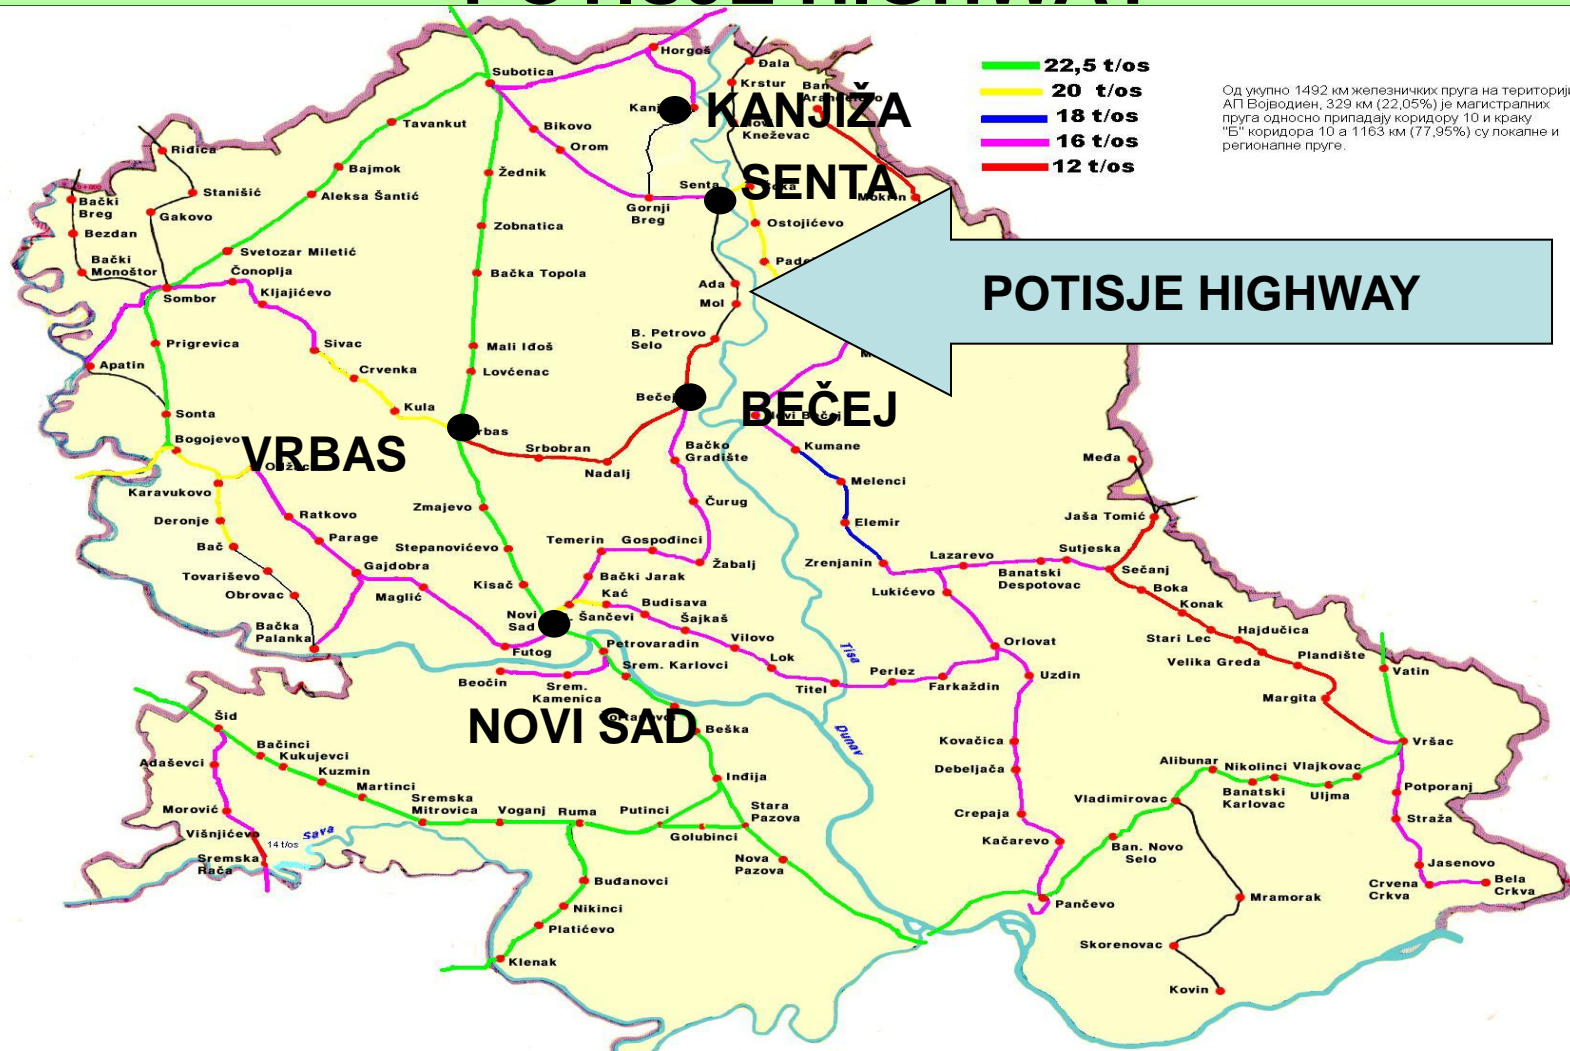 POTISJE HIGHWAY
22,5 t/os
20 t/os
18 t/os
16 t/os
12 t/os
Од укупно 1492 км железничких пруга на територији
АП Војводиен, 329 км (22,05%) је магистралних
пруга односно припадају коридору 10 и краку
"Б" коридора 10 а 1163 км (77,95%) су локалне и
регионалне пруге.
KANJIŽA
SENTA
POTISJE HIGHWAY
BEČEJ
VRBAS
NOVI SAD
Horgoš
Subotica
Đala
Krstur
Ban.
Kneževac
Tavankut
Bikovo
Orom
Riđica
Bajmok
Žednik
Stanišić
Aleksa Šantić
Senta
Gornji
Breg
Mokrin
Bački
Breg
Gakovo
Bezdan
Zobnatica
Ostojićevo
Svetozar Miletić
Bački
Monoštor
Čonoplja
Bačka Topola
Ada
Mol
Sombor
Kljajićevo
B. Petrovo
Selo
Prigrevica
Sivac
Mali Iđoš
Apatin
Crvenka
Lovćenac
Bečej
Sonta
Kula
Bogojevo
Srbobran
Nadalj
Bačko
Gradište
Novi Bečej
Kumane
Međa
Karavukovo
Melenci
Čurug
Deronje
Ratkovo
Zmajevo
Elemir
Jaša Tomić
Bač
Parage
Stepanovićevo
Temerin
Gospođinci
Žabalj
Zrenjanin
Lazarevo
Sutjeska
Tovariševo
Gajdobra
Bački Jarak
Banatski
Despotovac
Sečanj
Obrovac
Maglić
Kisač
Kać
Budisava
Lukićevo
Boka
Bačka
Palanka
Novi
Sad
Šančevi
Šajkaš
Konak
Futog
Petrovaradin
Vilovo
Tisa
Orlovat
Stari Lec
Hajdučica
Srem. Karlovci
Lok
Velika Greda
Plandište
Beočin
Srem.
Kamenica
Titel
Perlez
Farkaždin
Uzdin
Vatin
Margita
Šid
Beška
Dunav
Kovačica
Vršac
Bačinci
Kukujevci
Adaševci
Kuzmin
Martinci
Inđija
Debeljača
Alibunar
Nikolinci
Vlajkovac
Banatski
Karlovac
Uljma
Potporanj
Morović
Sremska
Mitrovica
Voganj
Ruma
Putinci
Stara
Pazova
Crepaja
Vladimirovac
Straža
Višnjićevo
Sava
14 t/os
Golubinci
Kačarevo
Ban. Novo
Selo
Sremska
Rača
Nova
Pazova
Jasenovo
Buđanovci
Crvena
Crkva
Bela
Crkva
Nikinci
Pančevo
Mramorak
Platićevo
Skorenovac
Klenak
Kovin